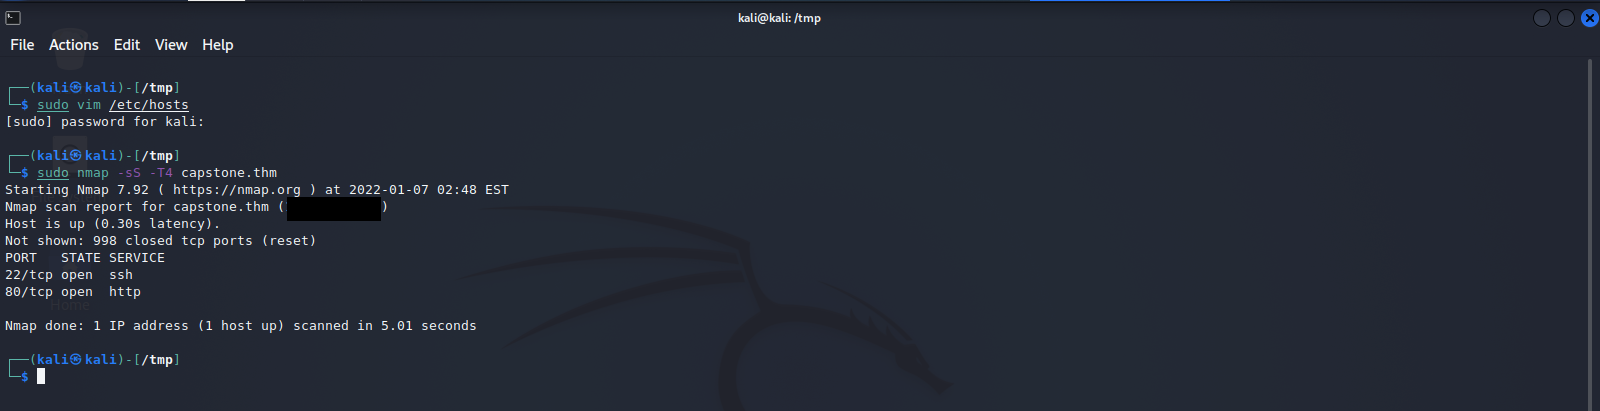 kali@kali: /tmp
File Actions Edit View Help
┌──(kali㉿kali)-[/tmp]
└─$ sudo vim /etc/hosts
[sudo] password for kali:
┌──(kali㉿kali)-[/tmp]
└─$ sudo nmap -sS -T4 capstone.thm
Starting Nmap 7.92 ( https://nmap.org ) at 2022-01-07 02:48 EST
Nmap scan report for capstone.thm ( )
Host is up (0.30s latency).
Not shown: 998 closed tcp ports (reset)
PORT   STATE SERVICE
22/tcp open  ssh
80/tcp open  http
Home
Nmap done: 1 IP address (1 host up) scanned in 5.01 seconds
┌──(kali㉿kali)-[/tmp]
└─$